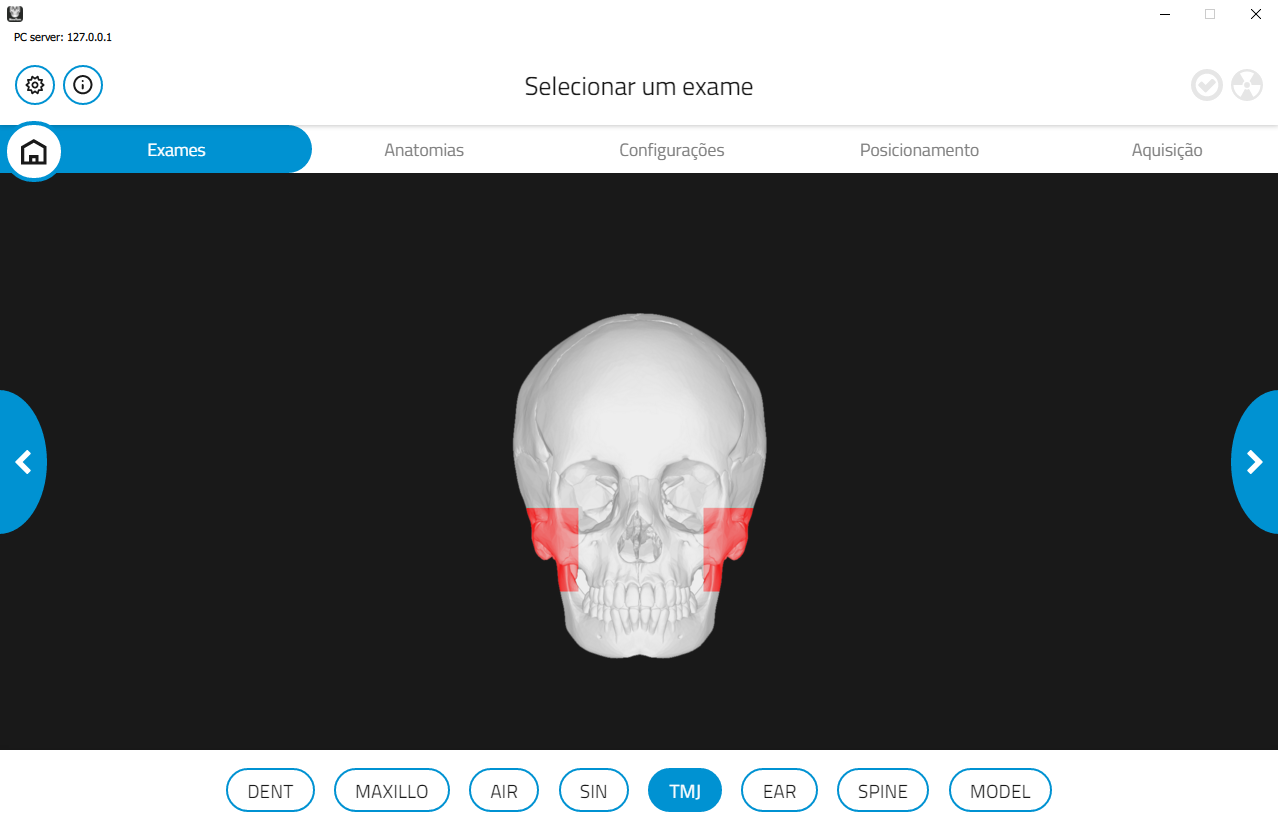 PC server: 127.0.0.1
Selecionar um exame
Exames Anatomias Configurações Posicionamento Aquisição
DENT MAXILLO AIR SIN TMJ EAR SPINE MODEL